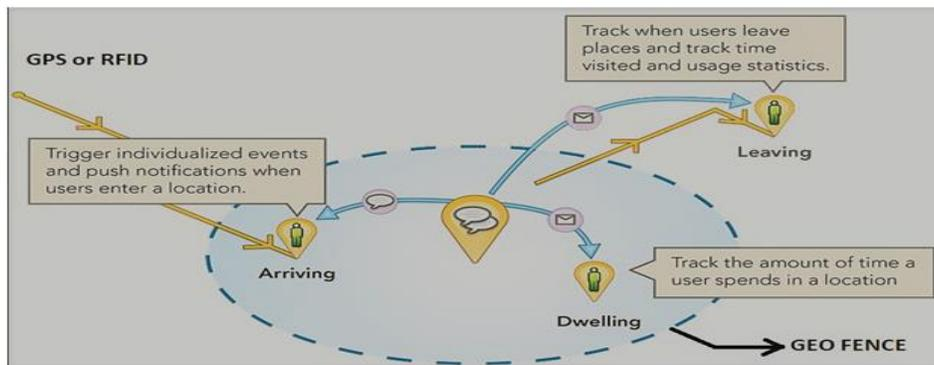 GPS or RFID
Track when users leave
places and track time
visited and usage statistics.
Trigger individualized events
and push notifications when
users enter a location.
Leaving
Arriving
Track the amount of time a
user spends in a location
Dwelling
GEO FENCE